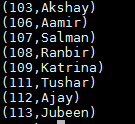 (103,Akshay)
(106,Aamir)
(107,Salman)
(108,Ranbir)
(109,Katrina)
(111,Tushar)
(112,Ajay)
(113,Jubeen)